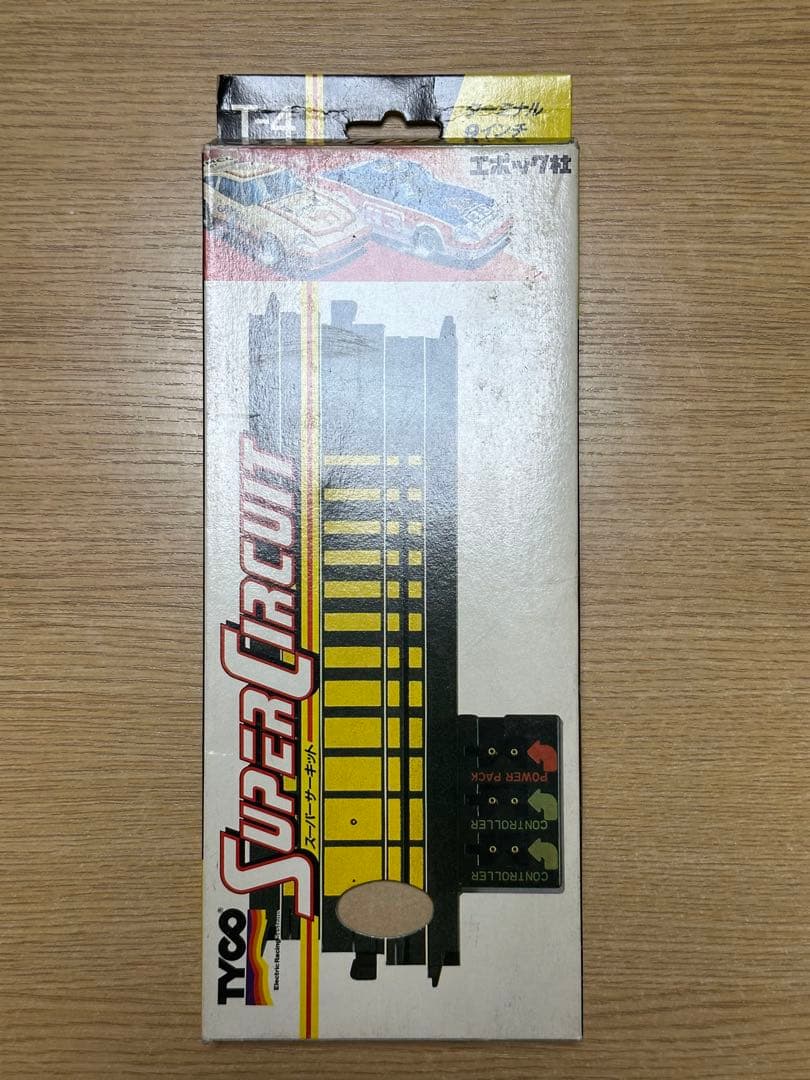 T-4
ターミナル
9インチ
エポック社
SUPER CIRCUIT
スーパーサーキット
POWER PACK
CONTROLLER
CONTROLLER
TYCO®
Electric Racing Systems